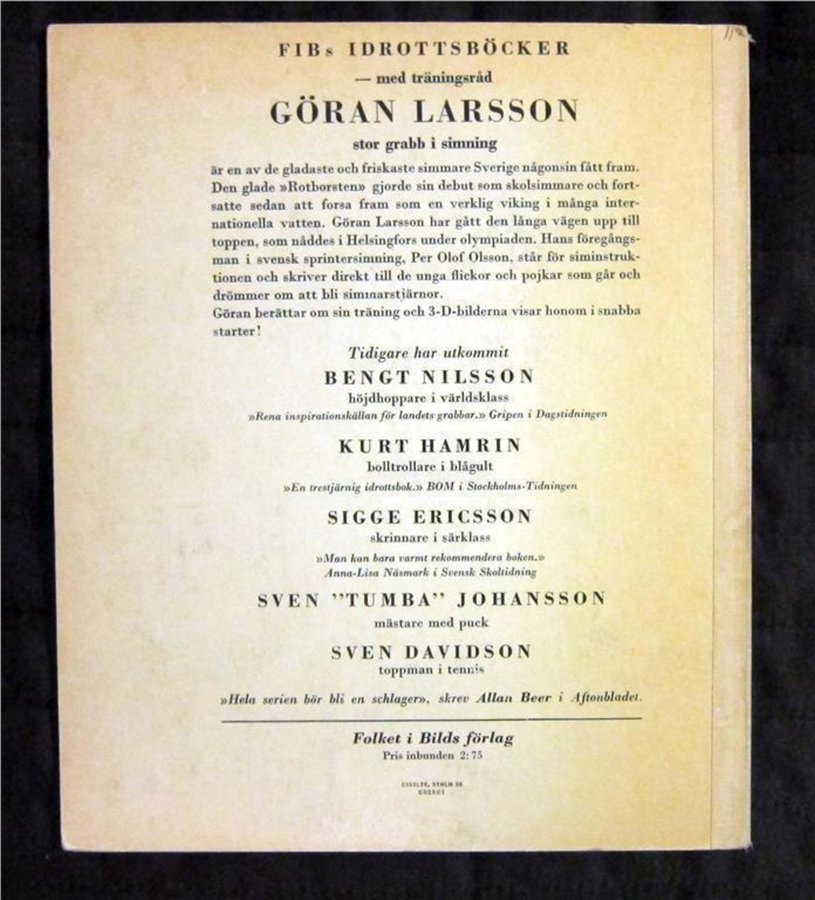 FIBs IDROTTSBÖCKER
— med träningsråd
GÖRAN LARSSON
stor grabb i simning
är en av de gladaste och friskaste simmare Sverige någonsin fått fram.
Den glade »Rotborsten» gjorde sin debut som skolsimmare och fort-
satte sedan att forsa fram som en verklig viking i många inter-
nationella vatten. Göran Larsson har gått den långa vägen upp till
toppen, som nåddes i Helsingfors under olympiaden. Hans föregångs-
man i svensk sprintersimning, Per Olof Olsson, står för siminstruk-
tionen och skriver direkt till de unga flickor och pojkar som går och
drömmer om att bli simmarstjärnor.
Göran berättar om sin träning och 3-D-bilderna visar honom i snabba
starter!
Tidigare har utkommit
BENGT NILSSON
höjdhoppare i världsklass
»Rena inspirationskällan för landets grabbar.» Gripen i Dagstidningen
KURT HAMRIN
bolltrollare i blågult
»En trestjärnig idrottsbok.» BOM i Stockholms-Tidningen
SIGGE ERICSSON
skrinnare i särklass
»Man kan bara varmt rekommendera boken.»
Anna-Lisa Näsmark i Svensk Skoltidning
SVEN ”TUMBA” JOHANSSON
mästare med puck
SVEN DAVIDSON
toppman i tennis
»Hela serien bör bli en schlager», skrev Allan Beer i Aftonbladet.
Folket i Bilds förlag
Pris inbunden 2:75
ESSELTE, STHLM